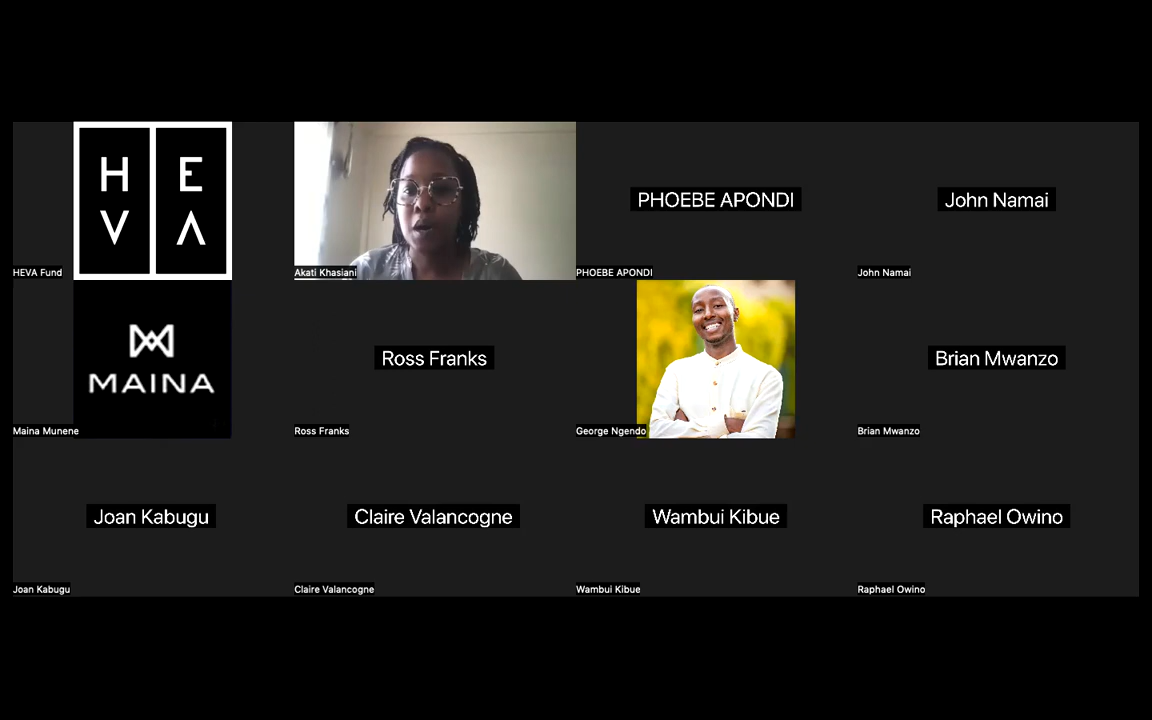 H E
V Λ
HEVA Fund
Akati Khasiani
PHOEBE APONDI
PHOEBE APONDI
John Namai
John Namai
MAINA
Maina Munene
Ross Franks
Ross Franks
George Ngendo
Brian Mwanzo
Brian Mwanzo
Joan Kabugu
Joan Kabugu
Claire Valancogne
Claire Valancogne
Wambui Kibue
Wambui Kibue
Raphael Owino
Raphael Owino